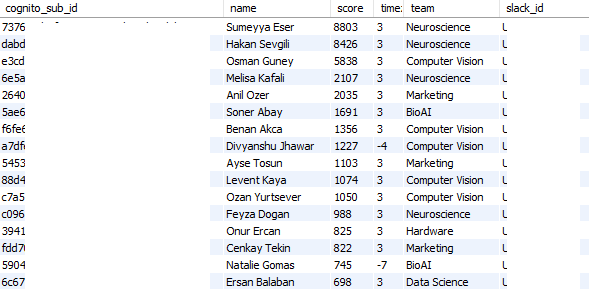 cognito_sub_id name score time: team slack_id
7376 Sumeyya Eser 8803 3 Neuroscience U
dabd Hakan Sevgili 8426 3 Neuroscience U
e3cd Osman Guney 5838 3 Computer Vision U
6e5a Melisa Kafali 2107 3 Neuroscience U
2640 Anil Ozer 2035 3 Marketing U
5ae6 Soner Abay 1691 3 BioAI U
f6fe Benan Akca 1356 3 Computer Vision U
a7df Divyanshu Jhawar 1227 -4 Computer Vision U
5453 Ayse Tosun 1103 3 Marketing U
88d4 Levent Kaya 1074 3 Computer Vision U
c7a5 Ozan Yurtsever 1050 3 Computer Vision U
c096 Feyza Dogan 988 3 Neuroscience U
3941 Onur Ercan 825 3 Hardware U
fdd7 Cenkay Tekin 822 3 Marketing U
5904 Natalie Gomas 745 -7 BioAI U
6c67 Ersan Balaban 698 3 Data Science U